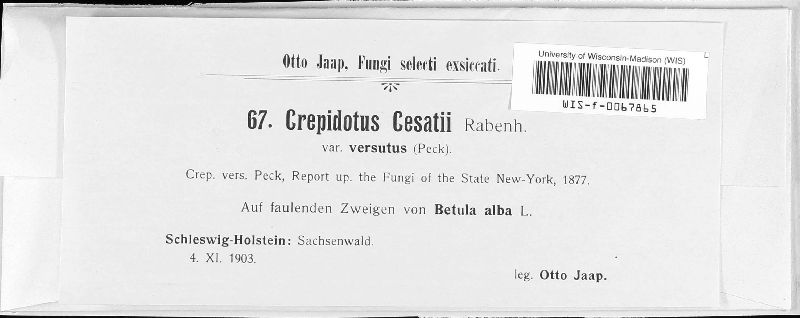 Otto Jaap, Fungi selecti exsiccati.
University of Wisconsin-Madison (WIS)
WIS-f-0067865
67. Crepidotus Cesatii Rabenh.
var. versutus (Peck).
Crep. vers. Peck, Report up. the Fungi of the State New-York, 1877.
Auf faulenden Zweigen von Betula alba L.
Schleswig-Holstein: Sachsenwald.
4. XI. 1903.
leg. Otto Jaap.